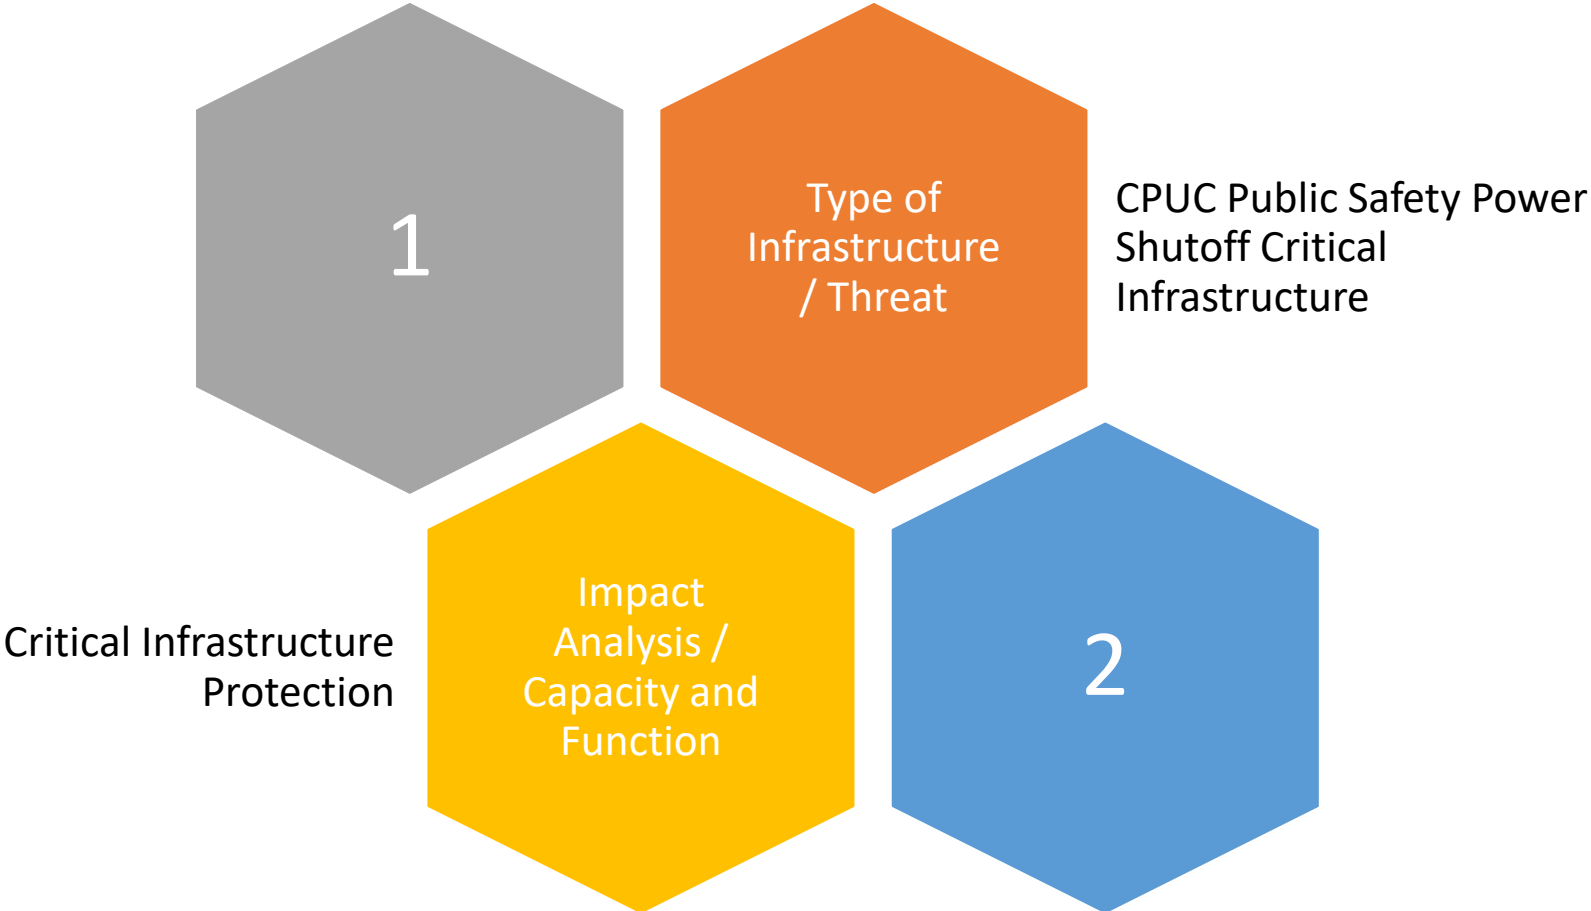 1
Type of
Infrastructure
/ Threat
CPUC Public Safety Power
Shutoff Critical
Infrastructure
Critical Infrastructure
Protection
Impact
Analysis /
Capacity and
Function
2